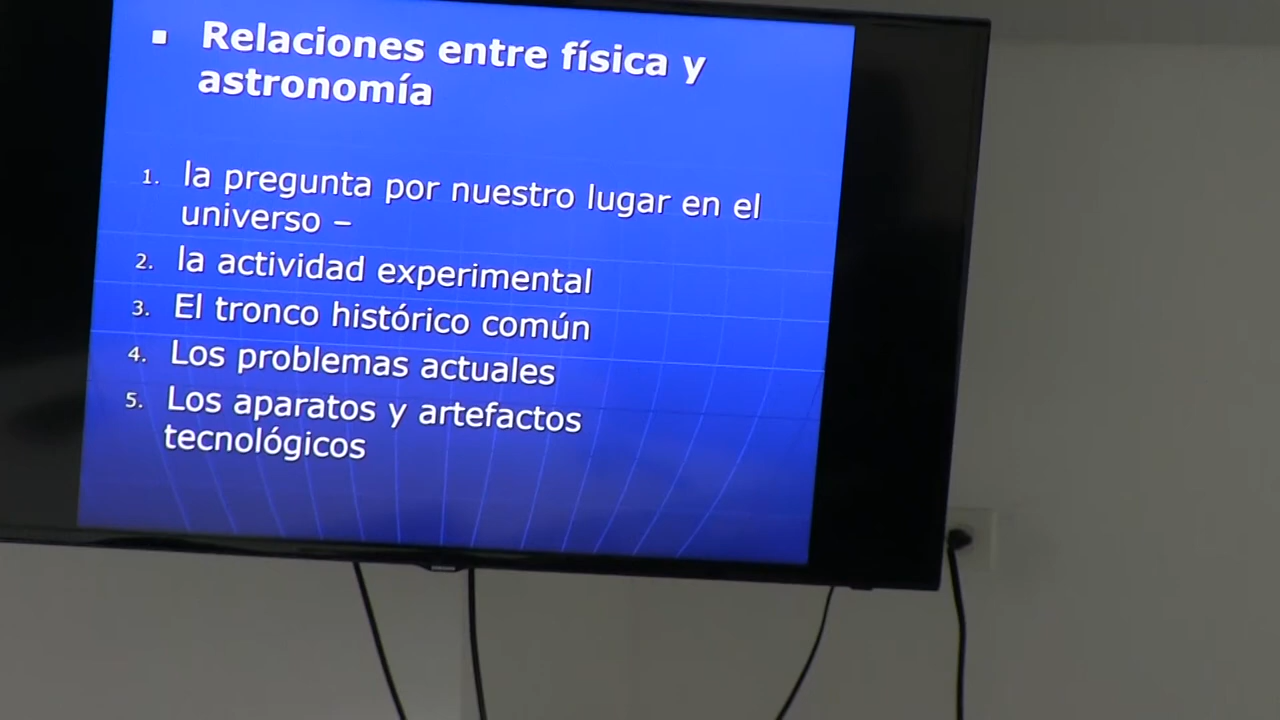 Relaciones entre física y
astronomía
1. la pregunta por nuestro lugar en el
universo –
2. la actividad experimental
3. El tronco histórico común
4. Los problemas actuales
5. Los aparatos y artefactos
tecnológicos